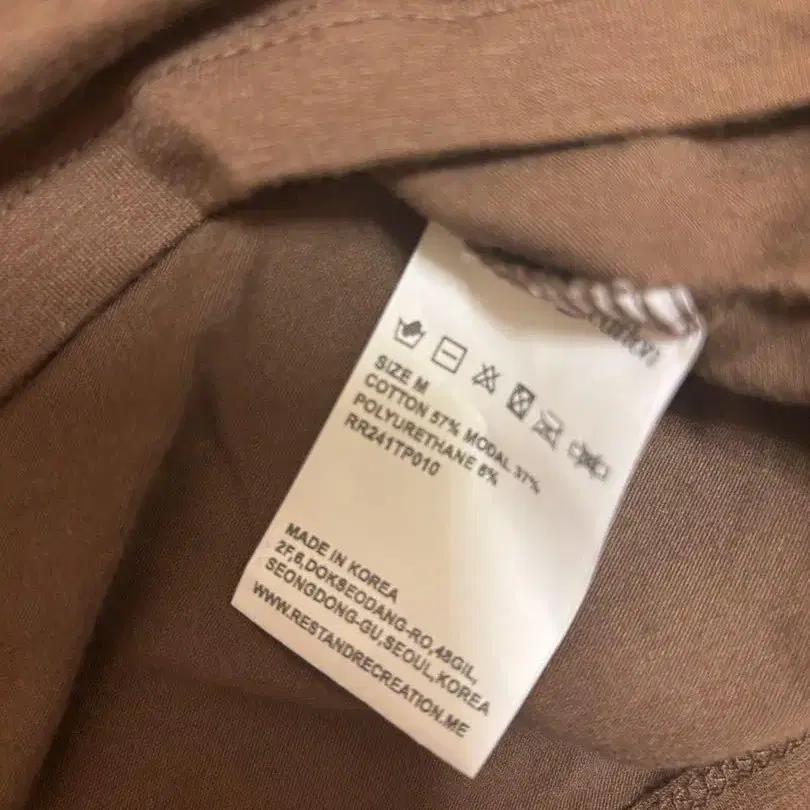 SIZE M
COTTON 57% MODAL 37%
POLYURETHANE 6%
RR241TP010
MADE IN KOREA
2F,6,DOKSEODANG-RO,48GIL,
SEONGDONG-GU,SEOUL,KOREA
WWW.RESTANDRECREATION.ME